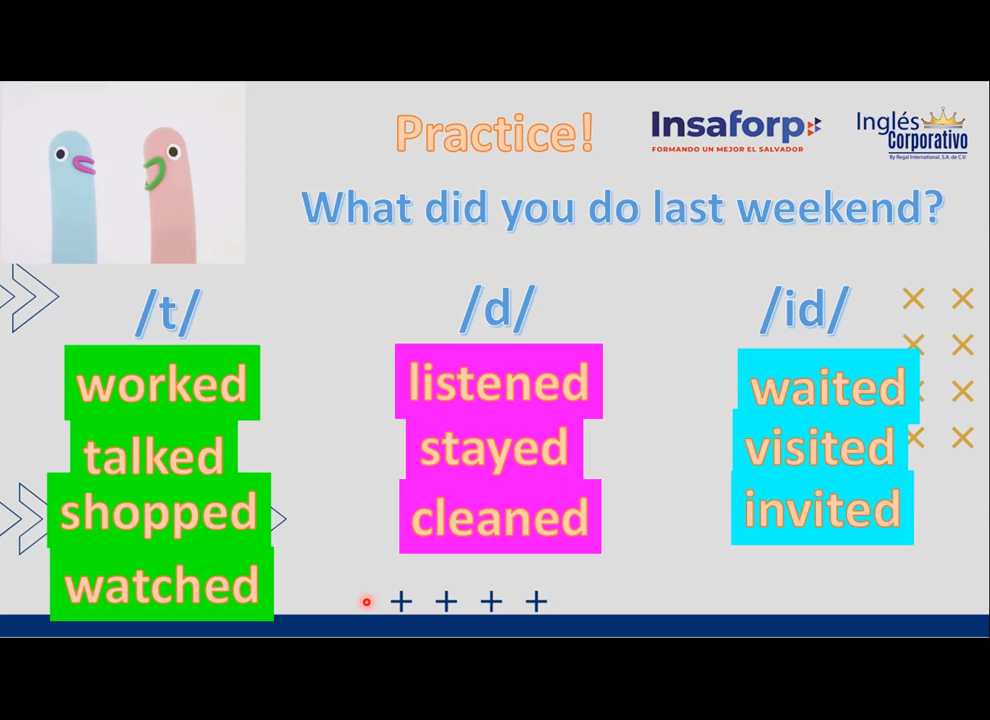 Practice!
Insaforp
FORMANDO UN MEJOR EL SALVADOR
Inglés
Corporativo
By Regal International, S.A. de C.V.
What did you do last weekend?
/t/
worked
talked
shopped
watched
/d/
listened
stayed
cleaned
/id/
waited
visited
invited